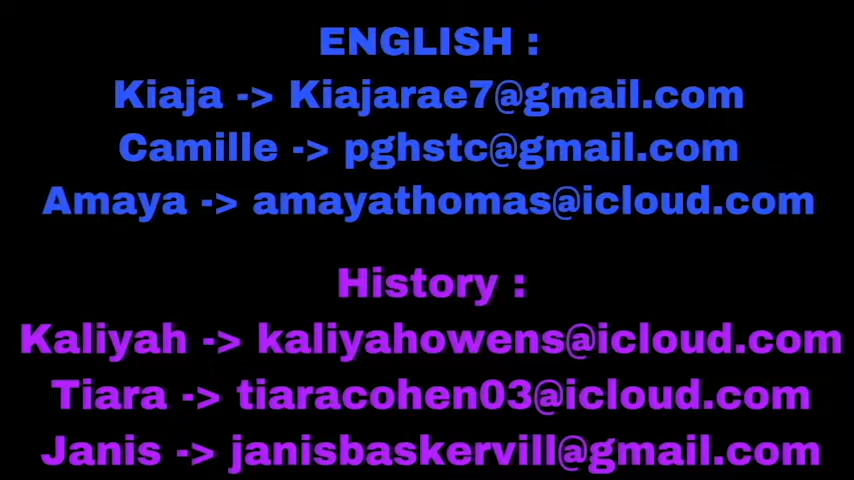 ENGLISH :
Kiaja -> Kiajarae7@gmail.com
Camille -> pghstc@gmail.com
Amaya -> amayathomas@icloud.com
History :
Kaliyah -> kaliyahowens@icloud.com
Tiara -> tiaracohen03@icloud.com
Janis -> janisbaskervill@gmail.com